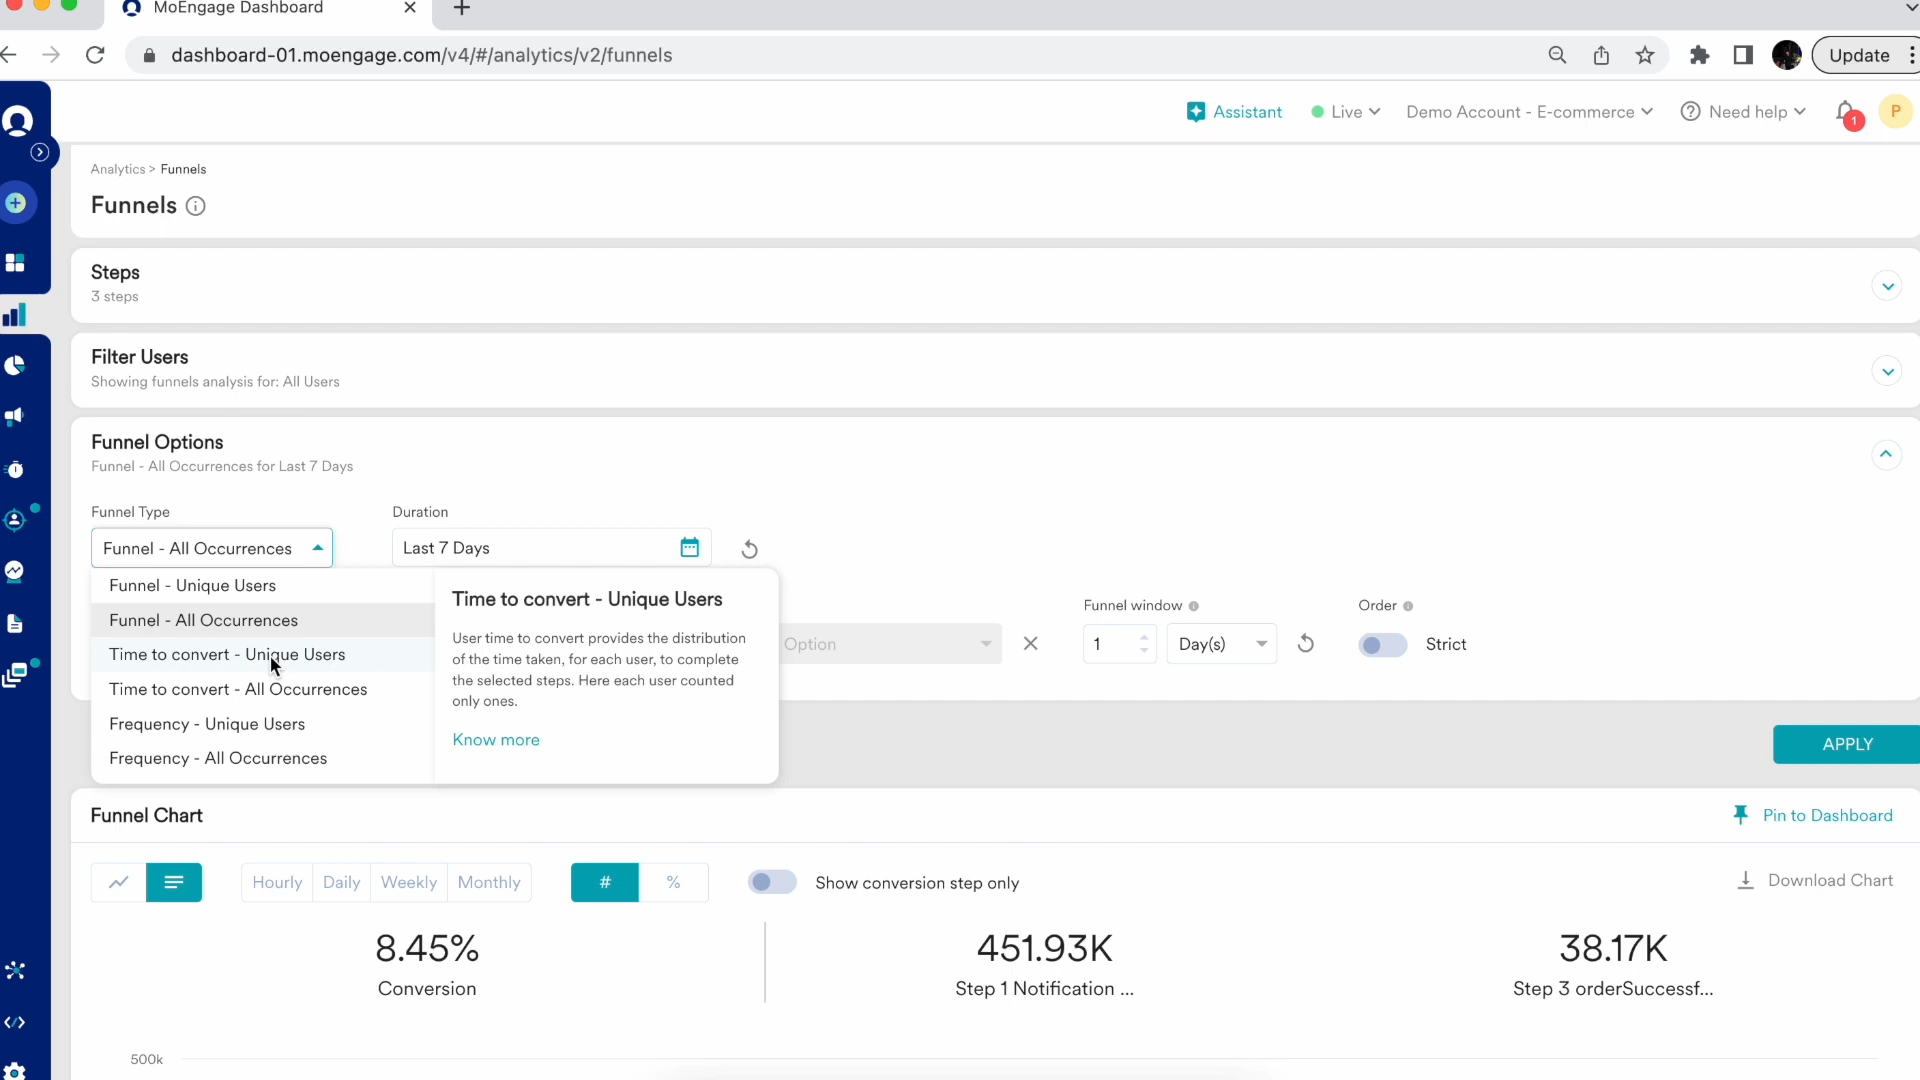 MoEngage Dashboard
dashboard-01.moengage.com/v4/#/analytics/v2/funnels
Update
Assistant
Live
Demo Account - E-commerce
Need help
1
P
Analytics > Funnels
Funnels
Steps
3 steps
Filter Users
Showing funnels analysis for: All Users
Funnel Options
Funnel - All Occurrences for Last 7 Days
Funnel Type
Duration
Funnel - All Occurrences
Last 7 Days
Funnel - Unique Users
Funnel - All Occurrences
Time to convert - Unique Users
Time to convert - All Occurrences
Frequency - Unique Users
Frequency - All Occurrences
Time to convert - Unique Users
User time to convert provides the distribution
of the time taken, for each user, to complete
the selected steps. Here each user counted
only ones.
Know more
Option
Funnel window
1
Day(s)
Order
Strict
APPLY
Funnel Chart
Pin to Dashboard
Hourly
Daily
Weekly
Monthly
#
%
Show conversion step only
Download Chart
8.45%
Conversion
451.93K
Step 1 Notification ...
38.17K
Step 3 orderSuccessf...
500k